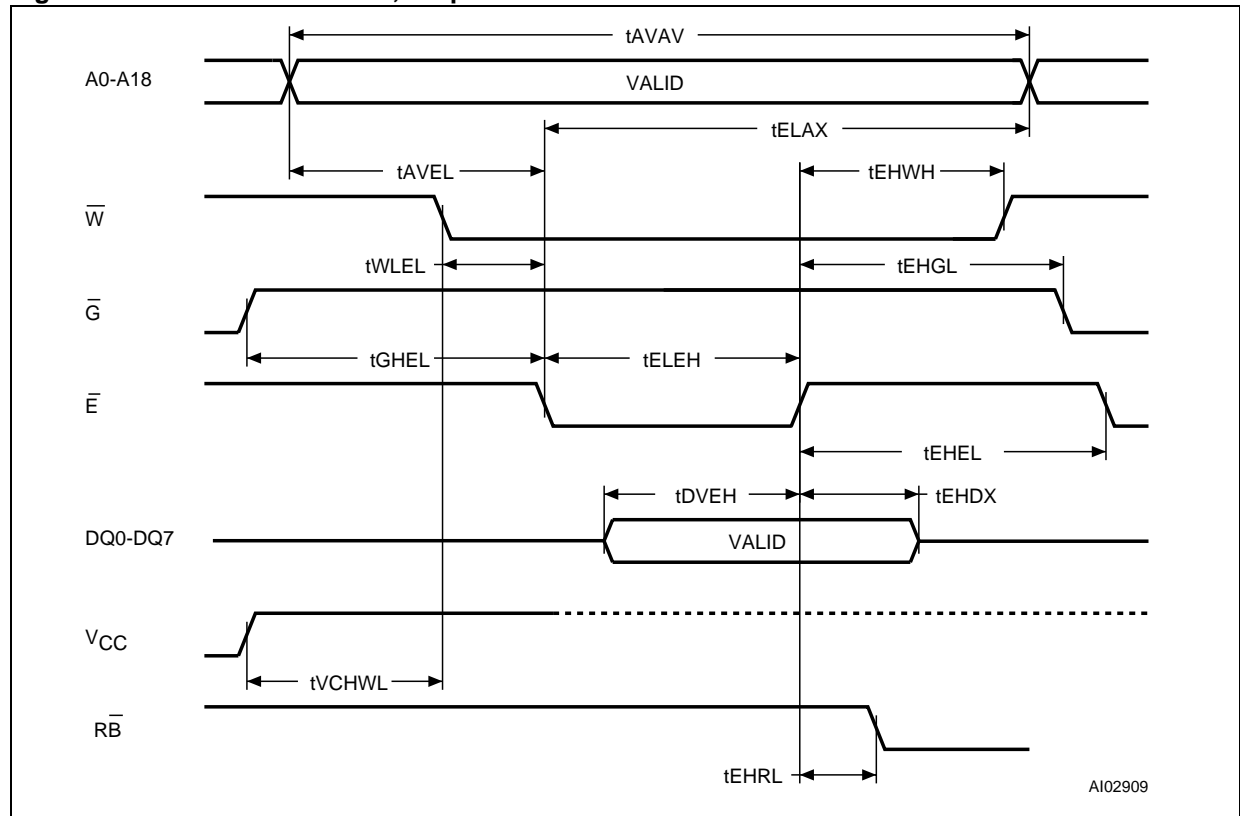 tAVAV
A0-A18
VALID
tELAX
tAVEL
tEHWH
W̅
tWLEL
tEHGL
G̅
tGHEL
tELEH
E̅
tEHEL
tDVEH
tEHDX
DQ0-DQ7
VALID
VCC
tVCHWL
RB̅
tEHRL
AI02909